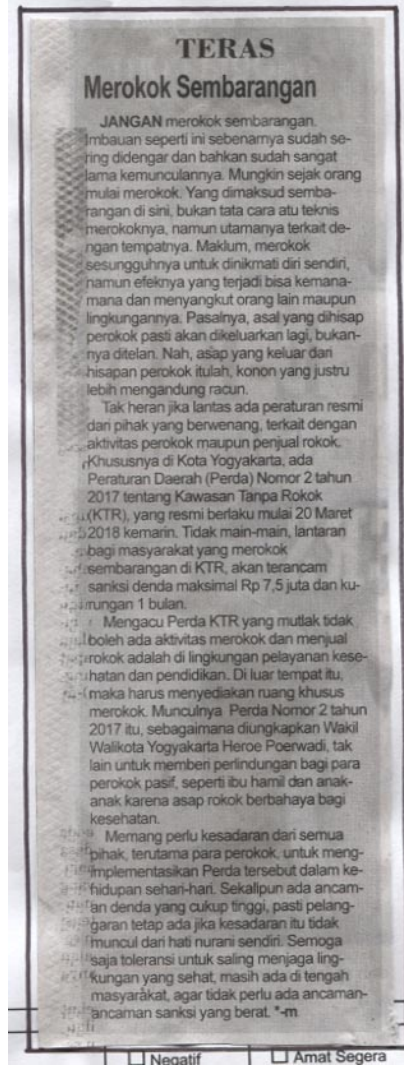 TERAS
Merokok Sembarangan
JANGAN merokok sembarangan.
Imbauan seperti ini sebenarnya sudah se-
ring didengar dan bahkan sudah sangat
lama kemunculannya. Mungkin sejak orang
mulai merokok. Yang dimaksud semba-
rangan di sini, bukan tata cara atu teknis
merokoknya, namun utamanya terkait de-
ngan tempatnya. Maklum, merokok
sesungguhnya untuk dinikmati diri sendiri,
namun efeknya yang terjadi bisa kemana-
mana dan menyangkut orang lain maupun
lingkungannya. Pasalnya, asal yang dihisap
perokok pasti akan dikeluarkan lagi, bukan-
nya ditelan. Nah, asap yang keluar dari
hisapan perokok itulah, konon yang justru
lebih mengandung racun.
Tak heran jika lantas ada peraturan resmi
dari pihak yang berwenang, terkait dengan
aktivitas perokok maupun penjual rokok.
Khususnya di Kota Yogyakarta, ada
Peraturan Daerah (Perda) Nomor 2 tahun
2017 tentang Kawasan Tanpa Rokok
(KTR), yang resmi berlaku mulai 20 Maret
2018 kemarin. Tidak main-main, lantaran
bagi masyarakat yang merokok
sembarangan di KTR, akan terancam
sanksi denda maksimal Rp 7,5 juta dan ku-
rungan 1 bulan.
Mengacu Perda KTR yang mutlak tidak
boleh ada aktivitas merokok dan menjual
rokok adalah di lingkungan pelayanan kese-
hatan dan pendidikan. Di luar tempat itu,
maka harus menyediakan ruang khusus
merokok. Munculnya Perda Nomor 2 tahun
2017 itu, sebagaimana diungkapkan Wakil
Walikota Yogyakarta Heroe Poerwadi, tak
lain untuk memberi perlindungan bagi para
perokok pasif, seperti ibu hamil dan anak-
anak karena asap rokok berbahaya bagi
kesehatan.
Memang perlu kesadaran dari semua
pihak, terutama para perokok, untuk meng-
implementasikan Perda tersebut dalam ke-
hidupan sehari-hari. Sekalipun ada ancam-
an denda yang cukup tinggi, pasti pelang-
garan tetap ada jika kesadaran itu tidak
muncul dari hati nurani sendiri. Semoga
saja toleransi untuk saling menjaga ling-
kungan yang sehat, masih ada di tengah
masyarakat, agar tidak perlu ada ancaman-
ancaman sanksi yang berat. *-m
Negatif
Amat Segera